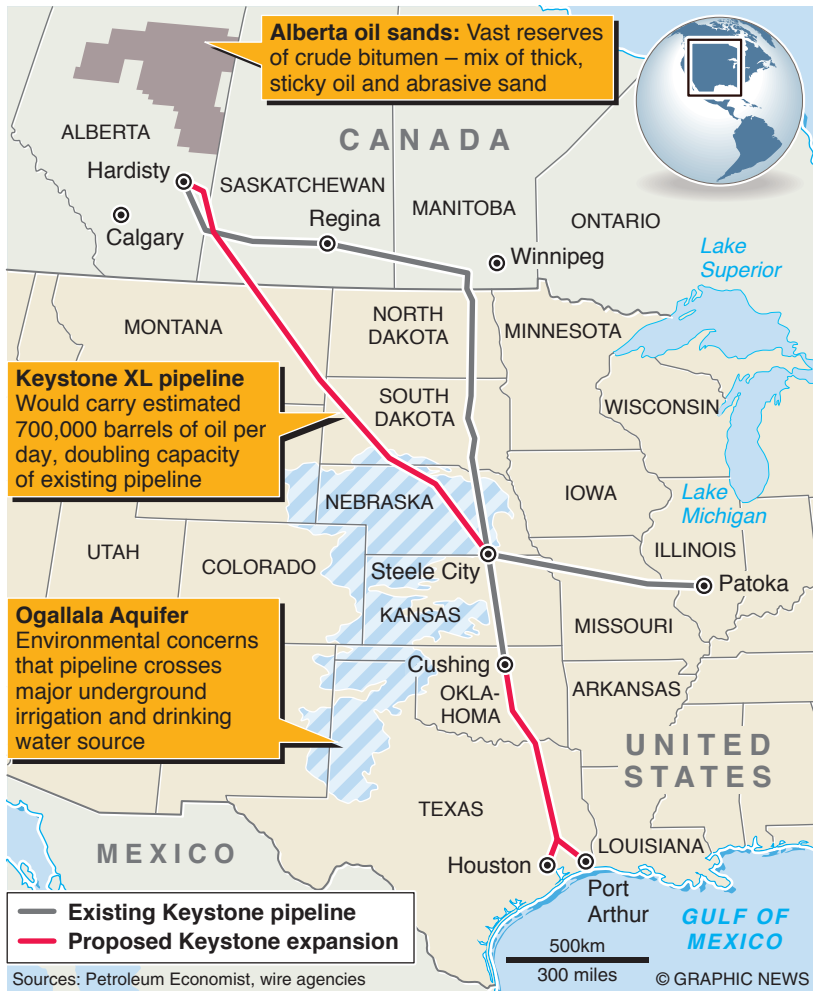 Alberta oil sands: Vast reserves
of crude bitumen – mix of thick,
sticky oil and abrasive sand
ALBERTA
CANADA
Hardisty
SASKATCHEWAN
MANITOBA
ONTARIO
Calgary
Regina
Winnipeg
Lake
Superior
MONTANA
NORTH
DAKOTA
MINNESOTA
Keystone XL pipeline
Would carry estimated
700,000 barrels of oil per
day, doubling capacity
of existing pipeline
SOUTH
DAKOTA
WISCONSIN
NEBRASKA
IOWA
Lake
Michigan
UTAH
COLORADO
Steele City
ILLINOIS
Patoka
Ogallala Aquifer
Environmental concerns
that pipeline crosses
major underground
irrigation and drinking
water source
KANSAS
MISSOURI
Cushing
OKLA-
HOMA
ARKANSAS
UNITED
STATES
TEXAS
MEXICO
LOUISIANA
Houston
Port
Arthur
GULF OF
MEXICO
Existing Keystone pipeline
Proposed Keystone expansion
500km
300 miles
Sources: Petroleum Economist, wire agencies
© GRAPHIC NEWS